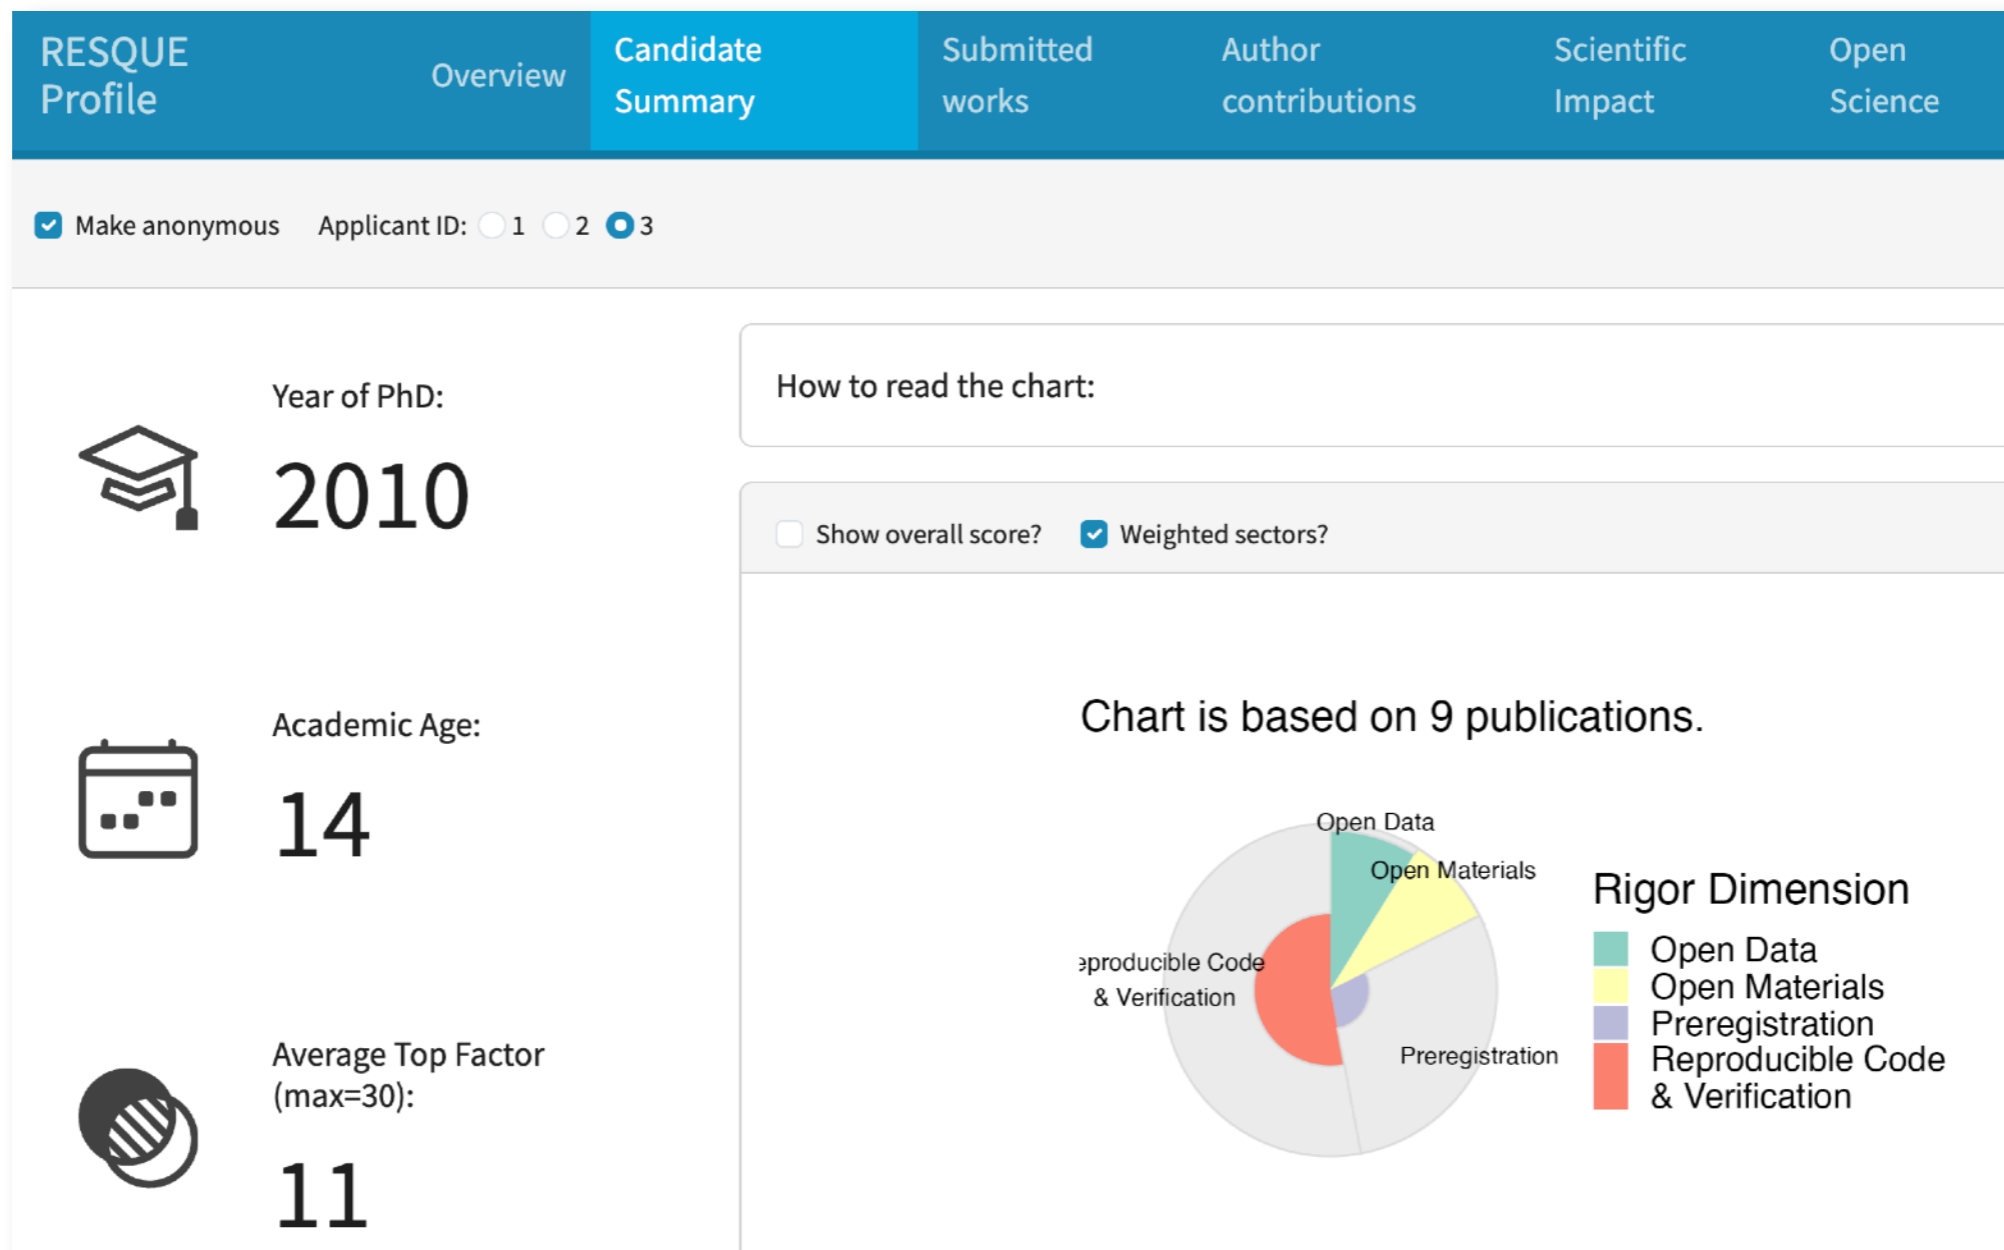 RESQUE
Profile
Overview
Candidate
Summary
Submitted
works
Author
contributions
Scientific
Impact
Open
Science
Make anonymous Applicant ID: 1 2 3
Year of PhD:
2010
Academic Age:
14
Average Top Factor
(max=30):
11
How to read the chart:
Show overall score? Weighted sectors?
Chart is based on 9 publications.
Open Data
Open Materials
Code
& Verification
Preregistration
Rigor Dimension
Open Data
Open Materials
Preregistration
Reproducible Code
& Verification